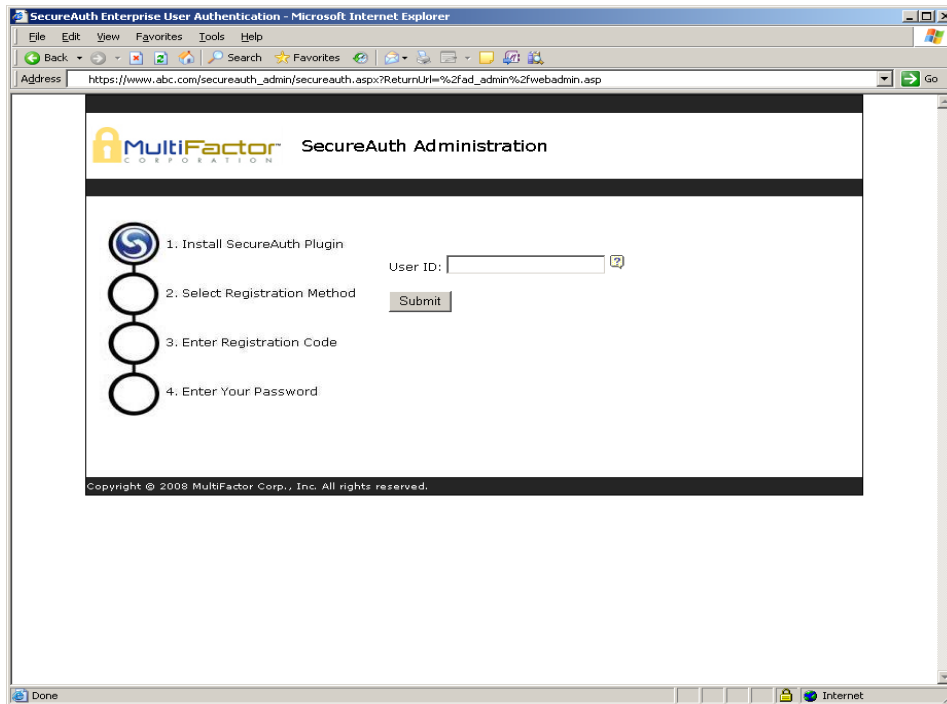 SecureAuth Enterprise User Authentication - Microsoft Internet Explorer
File Edit View Favorites Tools Help
Back Search Favorites
Address https://www.abc.com/secureauth_admin/secureauth.aspx?ReturnUrl=%2fad_admin%2fwebadmin.asp Go
MultiFactor™ SecureAuth Administration
CORPORATION
1. Install SecureAuth Plugin
User ID:
2. Select Registration Method
Submit
3. Enter Registration Code
4. Enter Your Password
Copyright © 2008 MultiFactor Corp., Inc. All rights reserved.
Done Internet